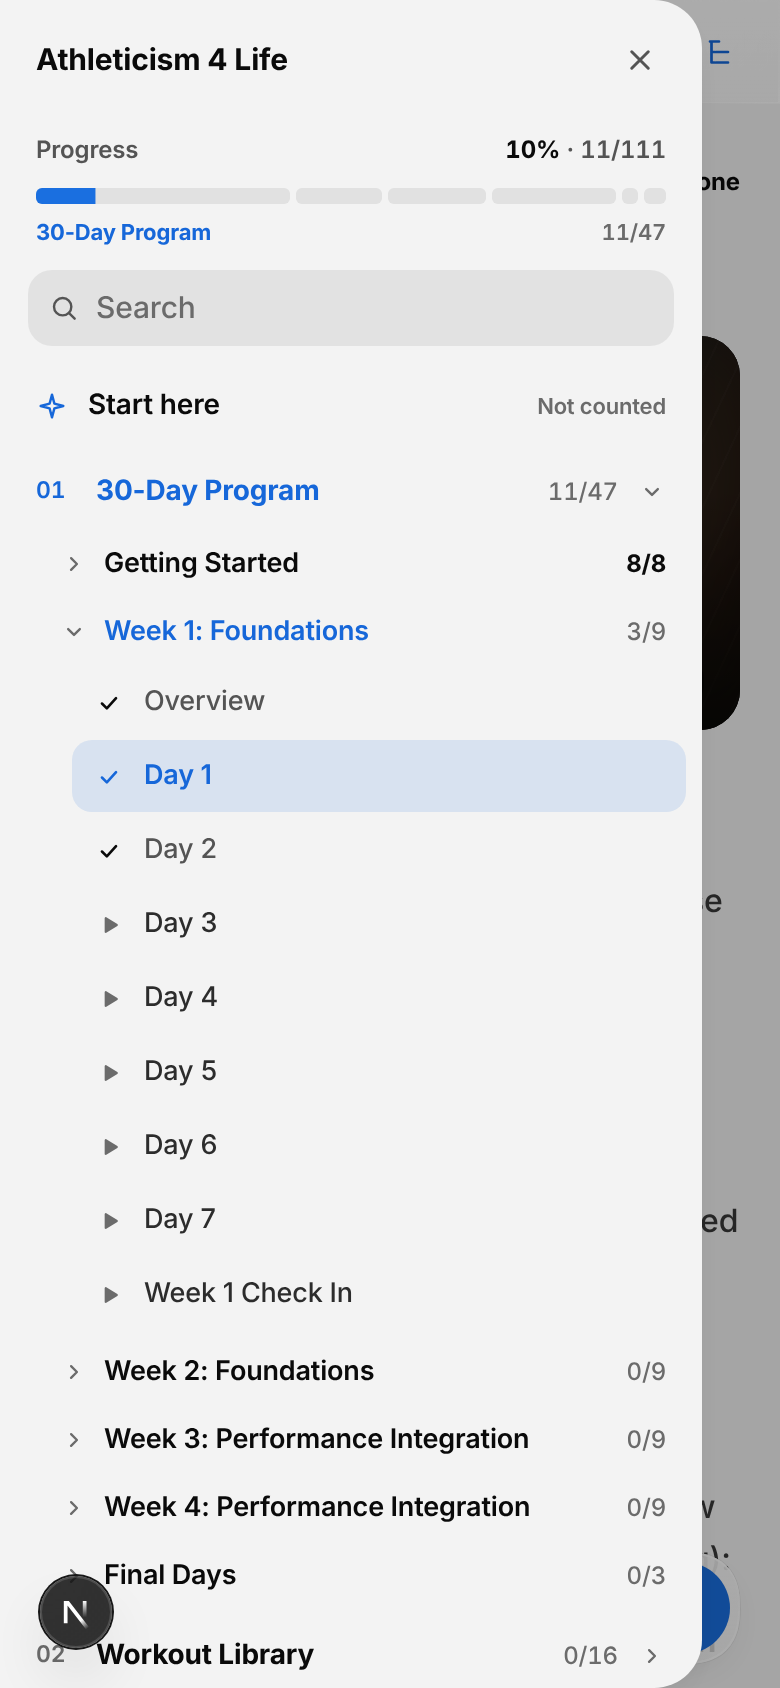 Athleticism 4 Life
E
Progress
10% · 11/111
one
30-Day Program
11/47
Search
Start here
Not counted
01
30-Day Program
11/47
Getting Started
8/8
Week 1: Foundations
3/9
Overview
Day 1
Day 2
e
Day 3
Day 4
Day 5
Day 6
Day 7
ed
Week 1 Check In
Week 2: Foundations
0/9
Week 3: Performance Integration
0/9
Week 4: Performance Integration
0/9
w
Final Days
0/3
):
N
02
Workout Library
0/16